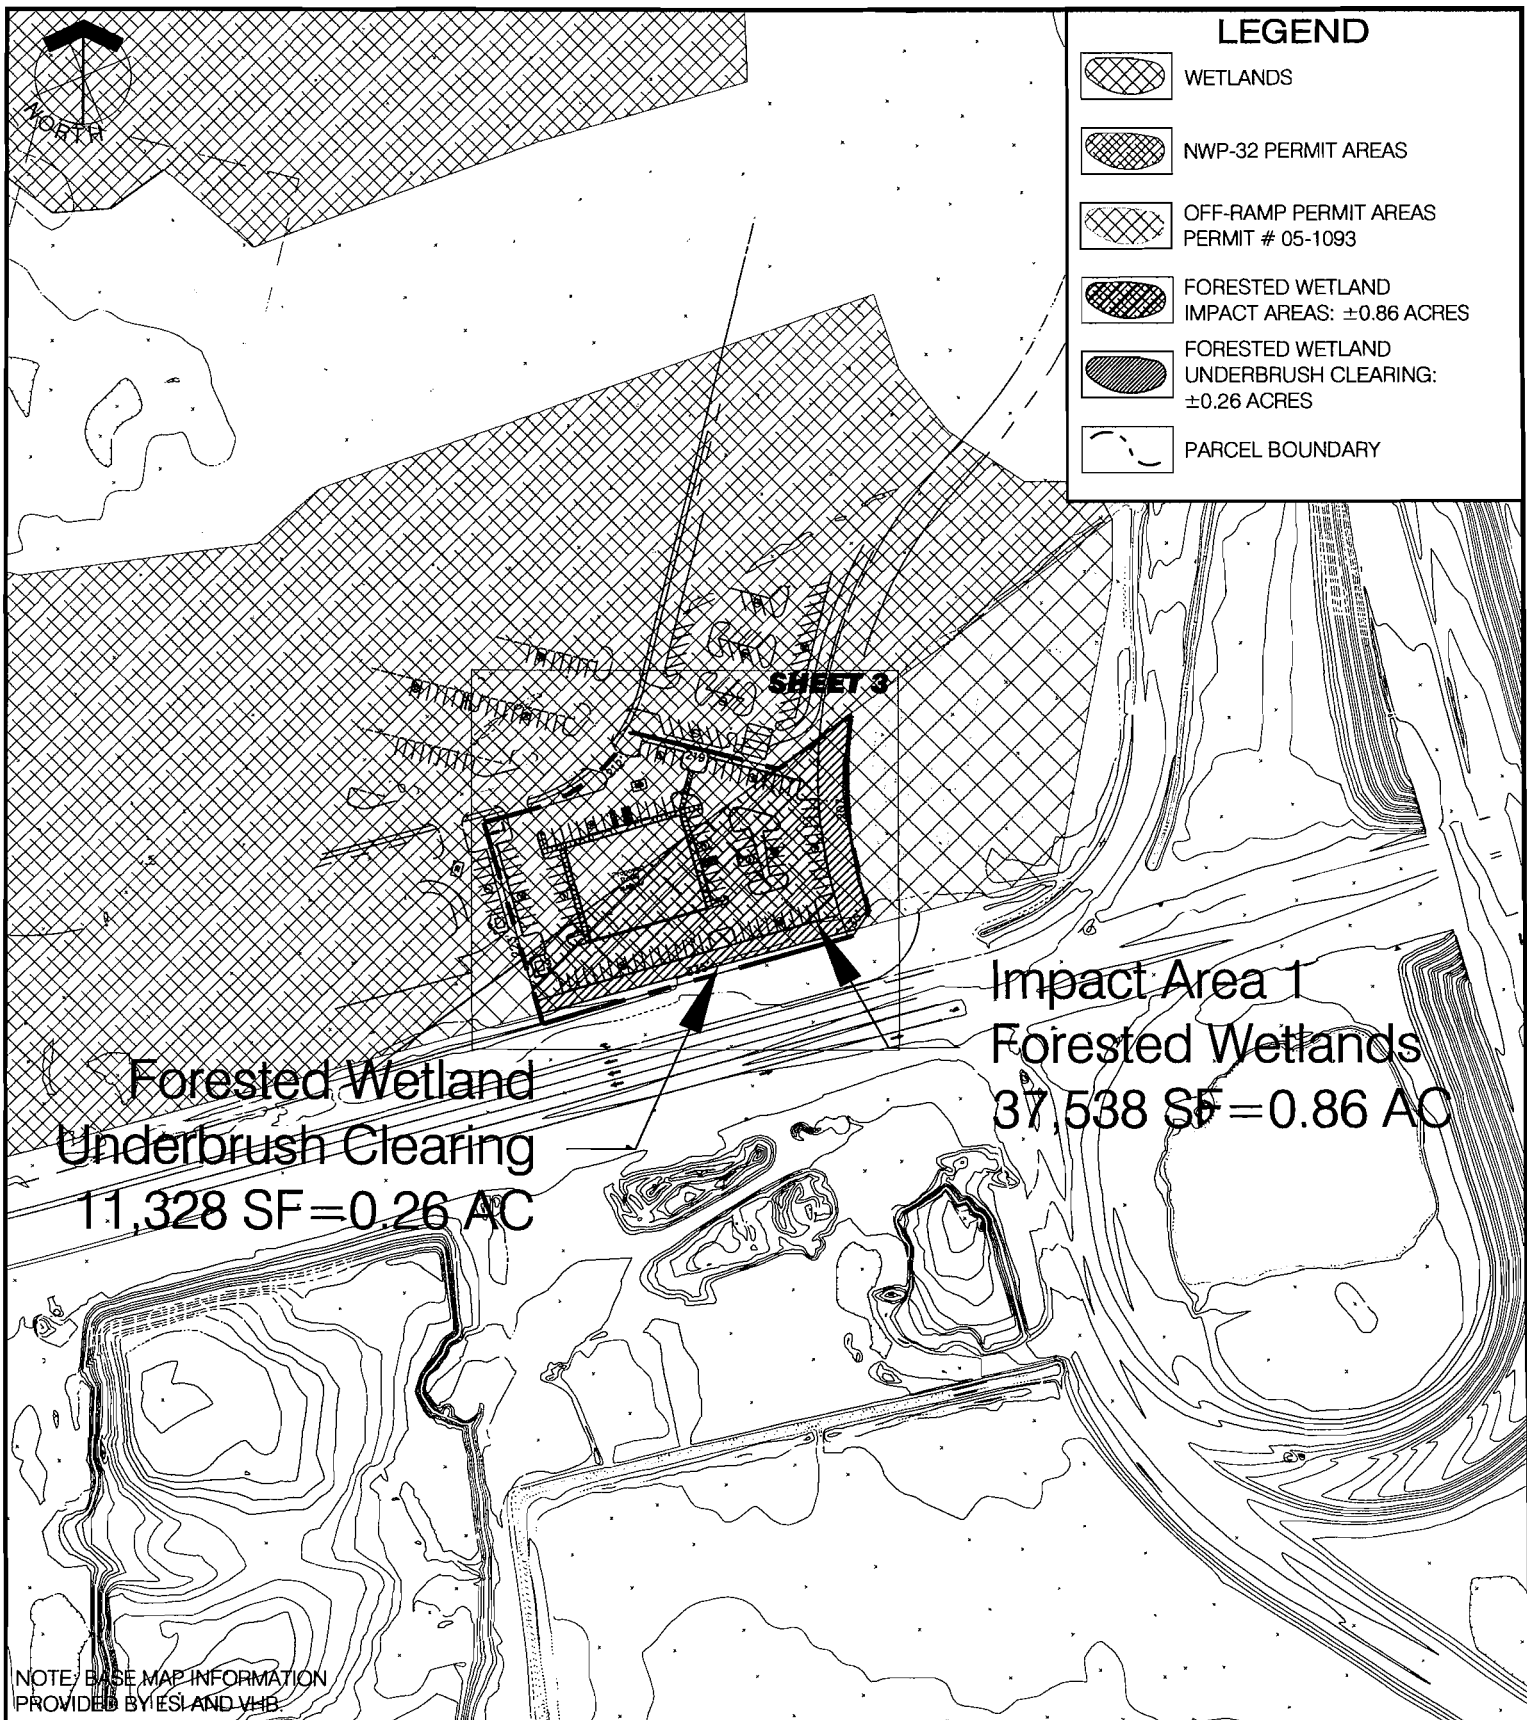 NORTH
LEGEND
WETLANDS
NWP-32 PERMIT AREAS
OFF-RAMP PERMIT AREAS
PERMIT # 05-1093
FORESTED WETLAND
IMPACT AREAS: ±0.86 ACRES
FORESTED WETLAND
UNDERBRUSH CLEARING:
±0.26 ACRES
PARCEL BOUNDARY
SHEET 3
Impact Area 1
Forested Wetlands
37,538 SF=0.86 AC
Forested Wetland
Underbrush Clearing
11,328 SF=0.26 AC
NOTE: BASE MAP INFORMATION
PROVIDED BY ESI AND VHB.